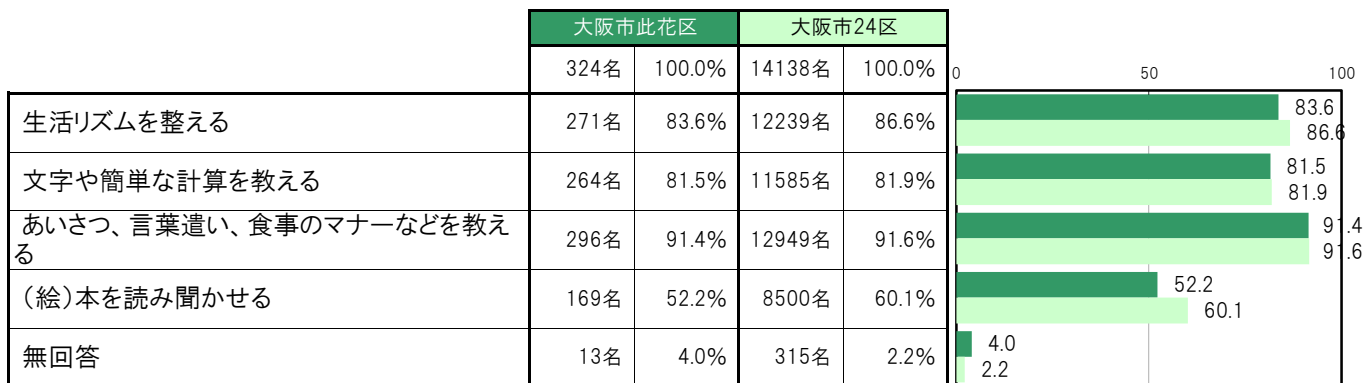 大阪市此花区 大阪市24区
324名 100.0% 14138名 100.0% 0 50 100
生活リズムを整える 271名 83.6% 12239名 86.6% 83.6
86.6
文字や簡単な計算を教える 264名 81.5% 11585名 81.9% 81.5
81.9
あいさつ、言葉遣い、食事のマナーなどを教え
る 296名 91.4% 12949名 91.6% 91.4
91.6
（絵）本を読み聞かせる 169名 52.2% 8500名 60.1% 52.2
60.1
無回答 13名 4.0% 315名 2.2% 4.0
2.2